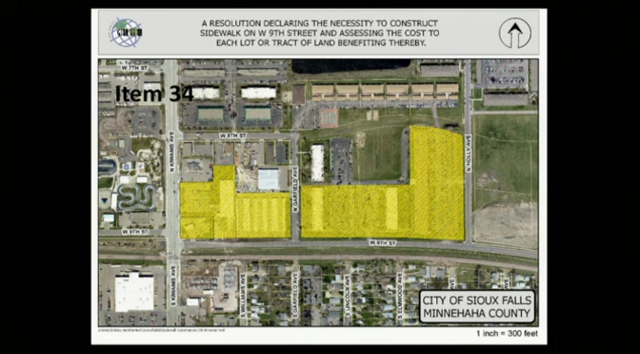 A RESOLUTION DECLARING THE NECESSITY TO CONSTRUCT
SIDEWALK ON W 9TH STREET AND ASSESSING THE COST TO
EACH LOT OR TRACT OF LAND BENEFITING THEREBY.
W 7TH ST
Item 34
N KIWANIS AVE
W 8TH ST
N GARFIELD AVE
N HOLLY AVE
W 9TH ST
W 9TH ST
S KIWANIS AVE
S WILLIAMS AVE
S GARFIELD AVE
S LINCOLN AVE
S ELMWOOD AVE
S HOLLY AVE
CITY OF SIOUX FALLS
MINNEHAHA COUNTY
1 inch = 300 feet